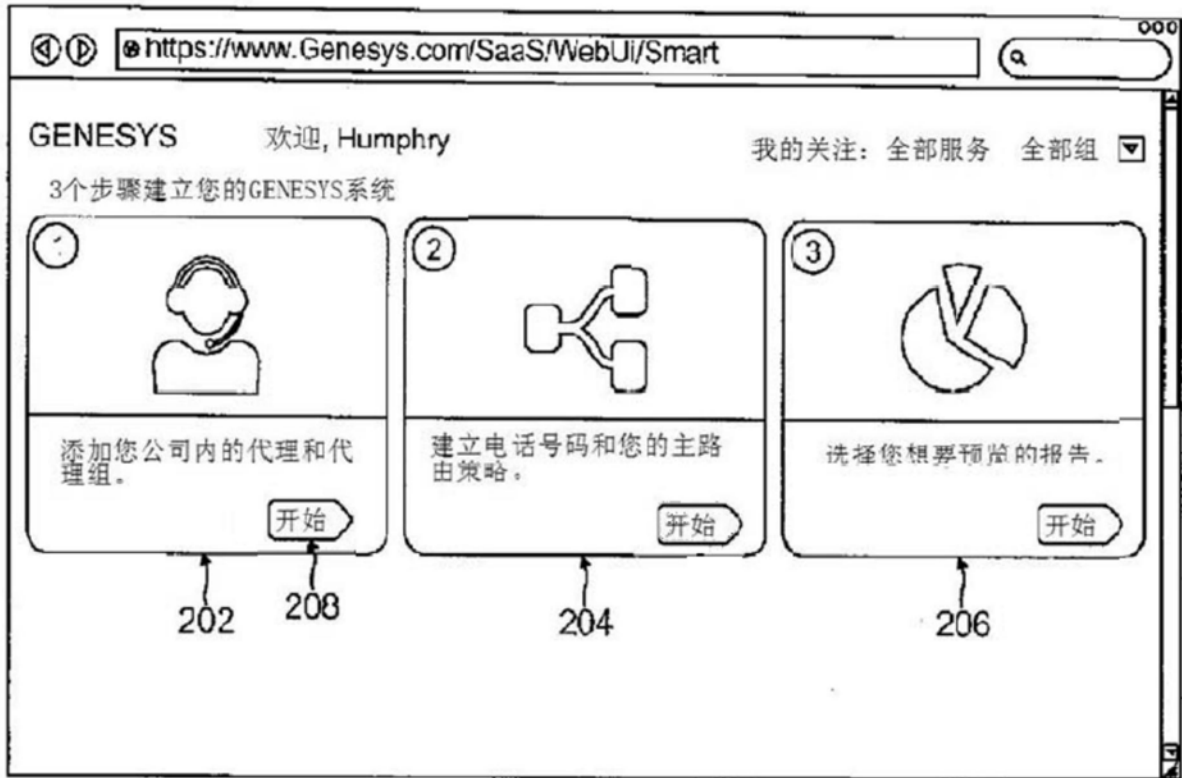 https://www.Genesys.com/SaaS/WebUi/Smart
GENESYS 欢迎, Humphry 我的关注：全部服务 全部组
3个步骤建立您的GENESYS系统
1 2 3
添加您公司内的代理和代
理组。
建立电话号码和您的主路
由策略。
选择您想要预览的报告。
开始 开始 开始
202 208 204 206